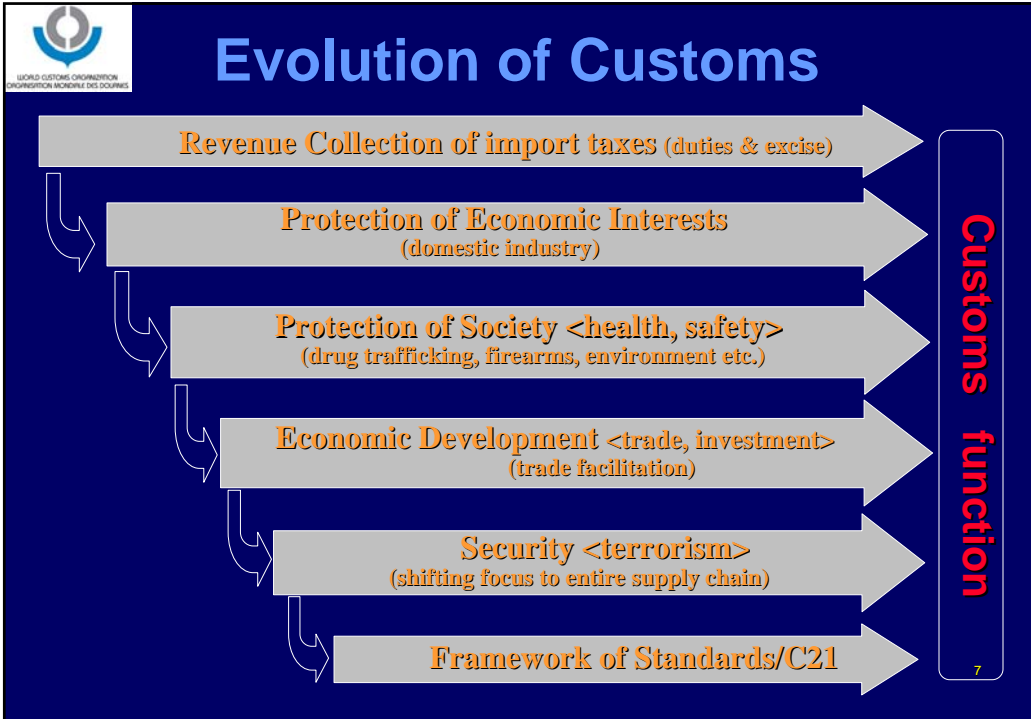 WORLD CUSTOMS ORGANIZATION
ORGANISATION MONDIALE DES DOUANES
Evolution of Customs
Revenue Collection of import taxes (duties & excise)
Protection of Economic Interests
(domestic industry)
Protection of Society <health, safety>
(drug trafficking, firearms, environment etc.)
Economic Development <trade, investment>
(trade facilitation)
Security <terrorism>
(shifting focus to entire supply chain)
Framework of Standards/C21
Customs function
7